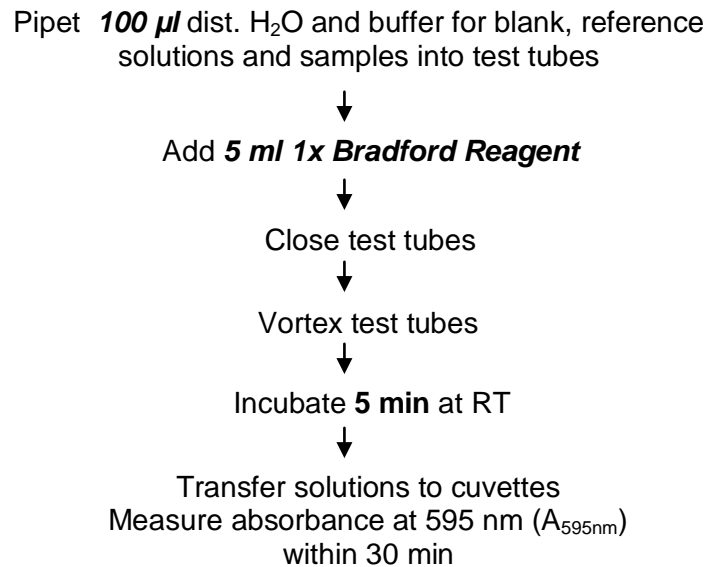 Pipet 100 µl dist. H₂O and buffer for blank, reference
solutions and samples into test tubes
Add 5 ml 1x Bradford Reagent
Close test tubes
Vortex test tubes
Incubate 5 min at RT
Transfer solutions to cuvettes
Measure absorbance at 595 nm (A₅₉₅ₙₘ)
within 30 min